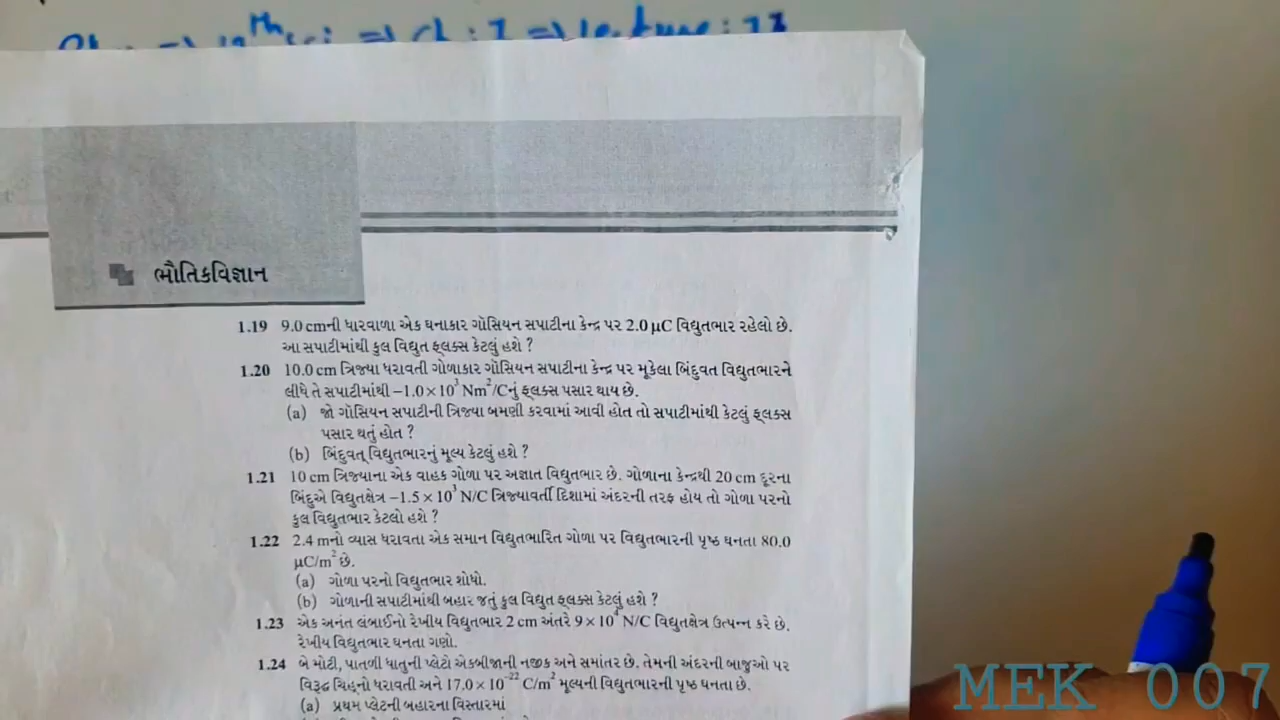 th
ભૌતિકવિજ્ઞાન
1.19 9.0 cmની ધારવાળા એક ઘનાકાર ગૉસિયન સપાટીના કેન્દ્ર પર 2.0 μC વિદ્યુતભાર રહેલો છે.
આ સપાટીમાંથી કુલ વિદ્યુત ફ્લક્સ કેટલું હશે ?
1.20 10.0 cm ત્રિજ્યા ધરાવતી ગોળાકાર ગૉસિયન સપાટીના કેન્દ્ર પર મૂકેલા બિંદુવત વિદ્યુતભારને
લીધે તે સપાટીમાંથી –1.0 × 10³ Nm²/Cનું ફ્લક્સ પસાર થાય છે.
(a) જો ગૉસિયન સપાટીની ત્રિજ્યા બમણી કરવામાં આવી હોત તો સપાટીમાંથી કેટલું ફ્લક્સ
પસાર થતું હોત ?
(b) બિંદુવત્ વિદ્યુતભારનું મૂલ્ય કેટલું હશે ?
1.21 10 cm ત્રિજ્યાના એક વાહક ગોળા પર અજ્ઞાત વિદ્યુતભાર છે. ગોળાના કેન્દ્રથી 20 cm દૂરના
બિંદુએ વિદ્યુતક્ષેત્ર –1.5 × 10³ N/C ત્રિજ્યાવર્તી દિશામાં અંદરની તરફ હોય તો ગોળા પરનો
કુલ વિદ્યુતભાર કેટલો હશે ?
1.22 2.4 mનો વ્યાસ ધરાવતા એક સમાન વિદ્યુતભારિત ગોળા પર વિદ્યુતભારની પૃષ્ઠ ઘનતા 80.0
μC/m² છે.
(a) ગોળા પરનો વિદ્યુતભાર શોધો.
(b) ગોળાની સપાટીમાંથી બહાર જતું કુલ વિદ્યુત ફ્લક્સ કેટલું હશે ?
1.23 એક અનંત લંબાઈનો રેખીય વિદ્યુતભાર 2 cm અંતરે 9 × 10⁴ N/C વિદ્યુતક્ષેત્ર ઉત્પન્ન કરે છે.
રેખીય વિદ્યુતભાર ઘનતા ગણો.
1.24 બે મોટી, પાતળી ધાતુની પ્લેટો એકબીજાની નજીક અને સમાંતર છે. તેમની અંદરની બાજુઓ પર
વિરૂદ્ધ ચિહ્નો ધરાવતી અને 17.0 × 10⁻²² C/m² મૂલ્યની વિદ્યુતભારની પૃષ્ઠ ઘનતા છે.
(a) પ્રથમ પ્લેટની બહારના વિસ્તારમાં
MEK 007